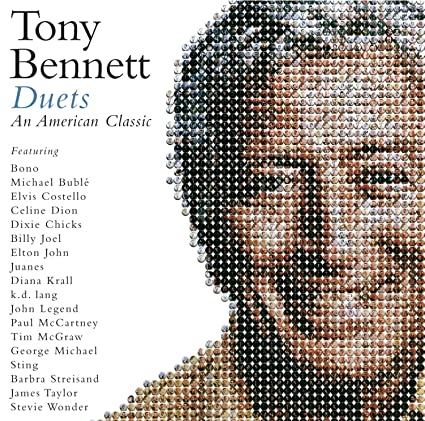 Tony
Bennett
Duets
An American Classic
Featuring
Bono
Michael Bublé
Elvis Costello
Celine Dion
Dixie Chicks
Billy Joel
Elton John
Juanes
Diana Krall
k.d. lang
John Legend
Paul McCartney
Tim McGraw
George Michael
Sting
Barbra Streisand
James Taylor
Stevie Wonder